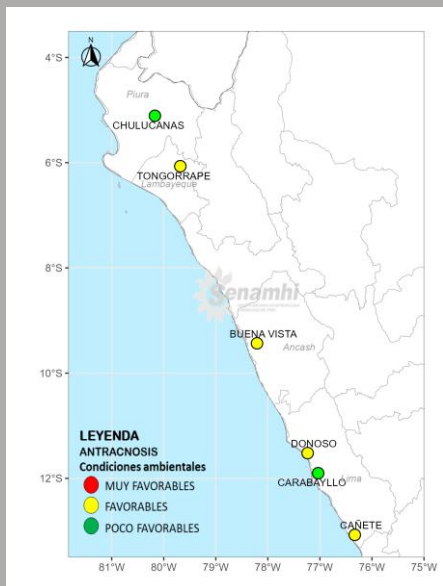 N
4°S
Piura
CHULUCANAS
6°S
TONGORRAPE
Lambayeque
8°S
Senamhi
BUENA VISTA
Ancash
10°S
DONOSO
12°S
Lima
CARABAYLLO
CAÑETE
LEYENDA
ANTRACNOSIS
Condiciones ambientales
MUY FAVORABLES
FAVORABLES
POCO FAVORABLES
81°W 80°W 79°W 78°W 77°W 76°W 75°W